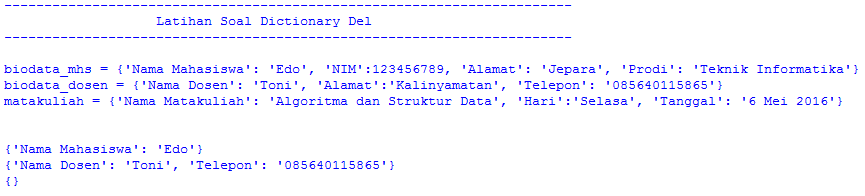 -----------------------------------------------------------------------
Latihan Soal Dictionary Del
-----------------------------------------------------------------------
biodata_mhs = {'Nama Mahasiswa': 'Edo', 'NIM':123456789, 'Alamat': 'Jepara', 'Prodi': 'Teknik Informatika'}
biodata_dosen = {'Nama Dosen': 'Toni', 'Alamat':'Kalinyamatan', 'Telepon': '085640115865'}
matakuliah = {'Nama Matakuliah': 'Algoritma dan Struktur Data', 'Hari':'Selasa', 'Tanggal': '6 Mei 2016'}
{'Nama Mahasiswa': 'Edo'}
{'Nama Dosen': 'Toni', 'Telepon': '085640115865'}
{}